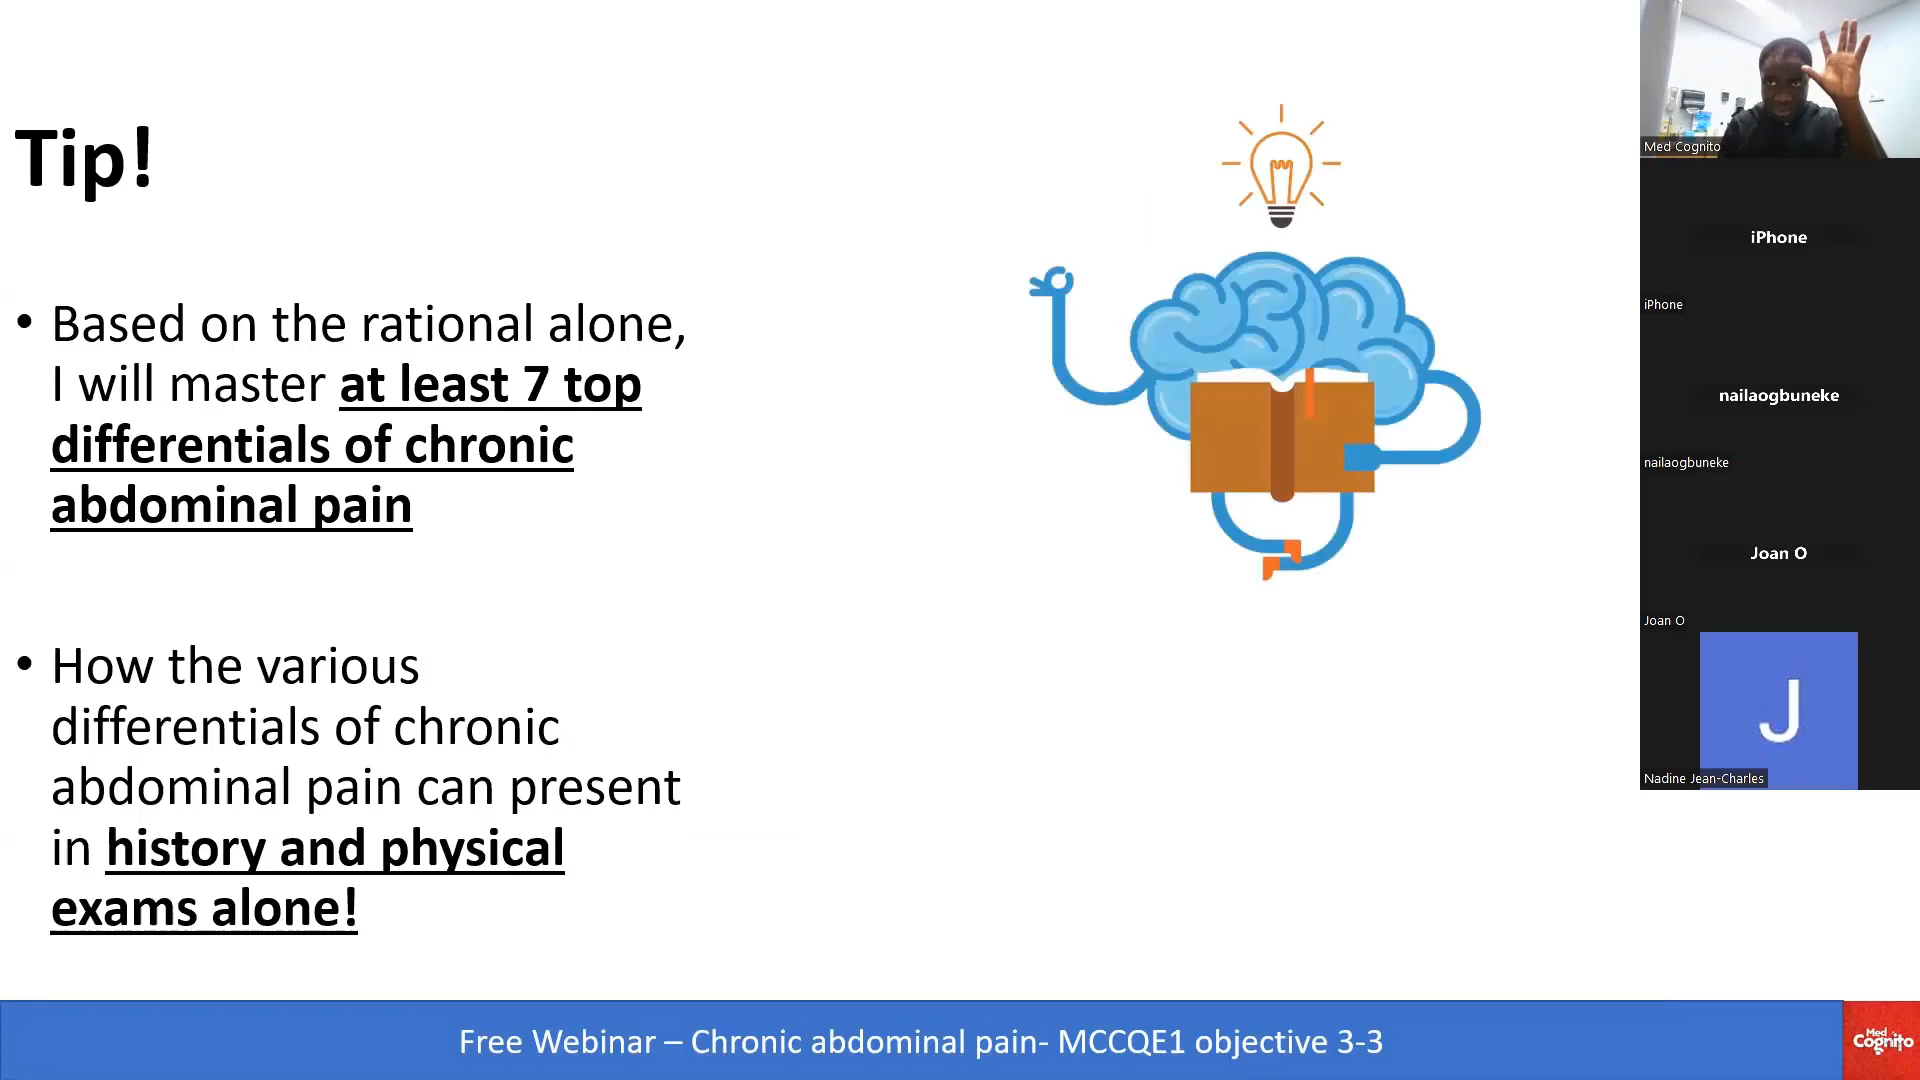 Tip!
• Based on the rational alone,
I will master at least 7 top
differentials of chronic
abdominal pain
• How the various
differentials of chronic
abdominal pain can present
in history and physical
exams alone!
Free Webinar – Chronic abdominal pain- MCCQE1 objective 3-3
Med
Cognito
Med Cognito
iPhone
iPhone
nailaogbuneke
nailaogbuneke
Joan O
Joan O
J
Nadine Jean-Charles